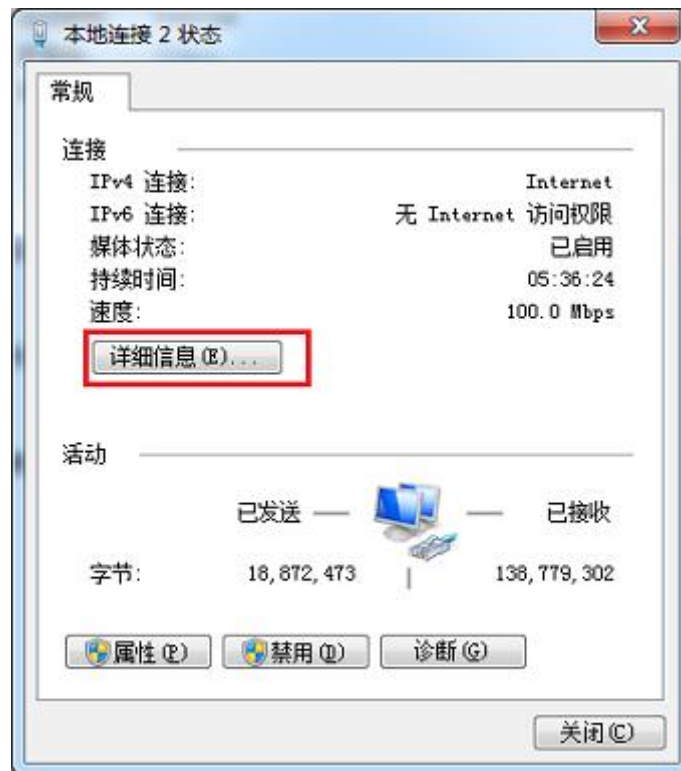 本地连接 2 状态
常规
连接
IPv4 连接: Internet
IPv6 连接: 无 Internet 访问权限
媒体状态: 已启用
持续时间: 05:36:24
速度: 100.0 Mbps
详细信息(E)...
活动
已发送 已接收
字节: 18,872,473 138,779,302
属性(P) 禁用(D) 诊断(G)
关闭(C)